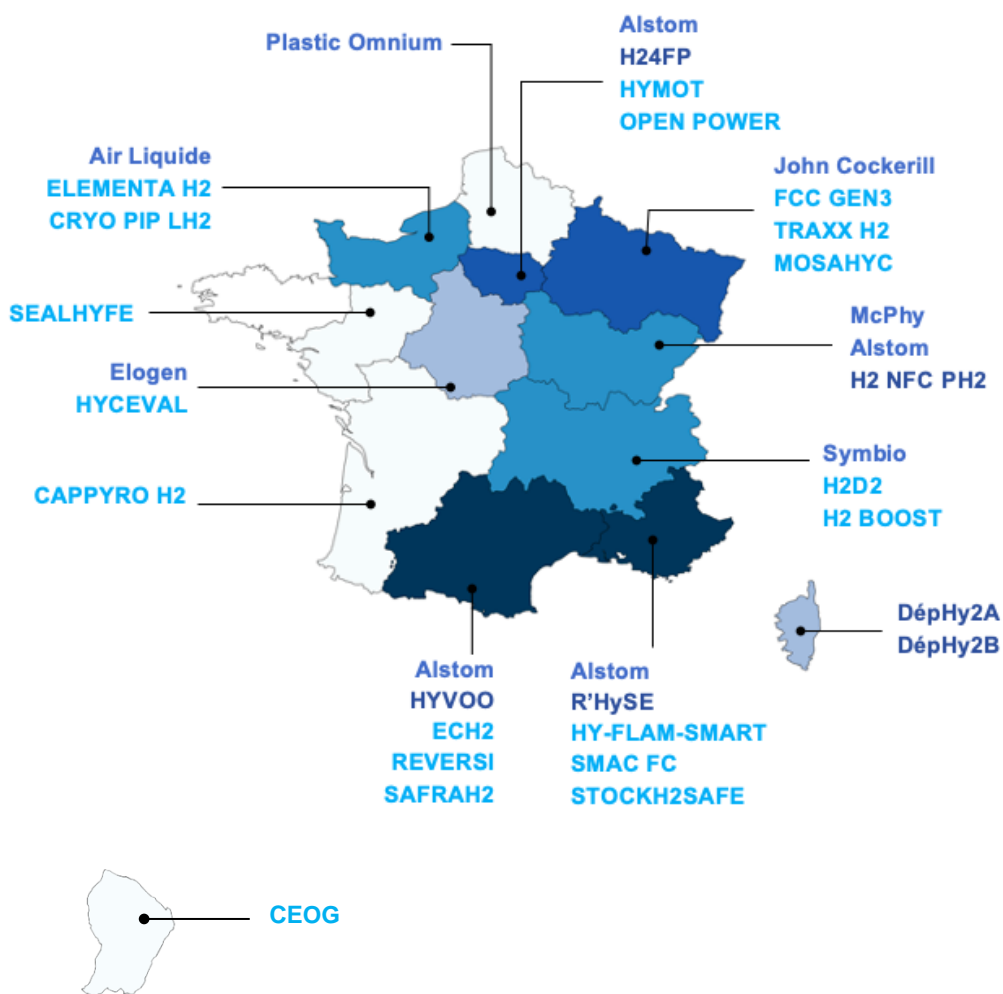 Plastic Omnium
Alstom
H24FP
HYMOT
OPEN POWER
Air Liquide
ELEMENTA H2
CRYO PIP LH2
John Cockerill
FCC GEN3
TRAXX H2
MOSAHYC
SEALHYFE
McPhy
Alstom
H2 NFC PH2
Elogen
HYCEVAL
Symbio
H2D2
H2 BOOST
CAPPYRO H2
DépHy2A
DépHy2B
Alstom
HYVOO
ECH2
REVERSI
SAFRAH2
Alstom
R'HySE
HY-FLAM-SMART
SMAC FC
STOCKH2SAFE
CEOG